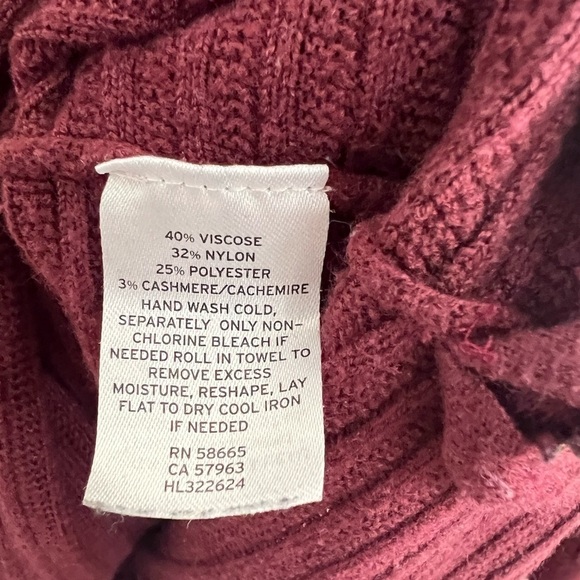 40% VISCOSE
32% NYLON
25% POLYESTER
3% CASHMERE/CACHEMIRE
HAND WASH COLD,
SEPARATELY ONLY NON-
CHLORINE BLEACH IF
NEEDED ROLL IN TOWEL TO
REMOVE EXCESS
MOISTURE, RESHAPE, LAY
FLAT TO DRY COOL IRON
IF NEEDED
RN 58665
CA 57963
HL322624